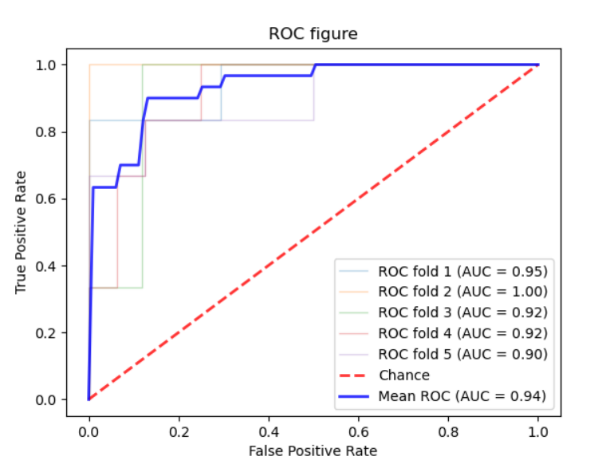 ROC figure
1.0
0.8
0.6
0.4
0.2
0.0
True Positive Rate
ROC fold 1 (AUC = 0.95)
ROC fold 2 (AUC = 1.00)
ROC fold 3 (AUC = 0.92)
ROC fold 4 (AUC = 0.92)
ROC fold 5 (AUC = 0.90)
Chance
Mean ROC (AUC = 0.94)
0.0 0.2 0.4 0.6 0.8 1.0
False Positive Rate